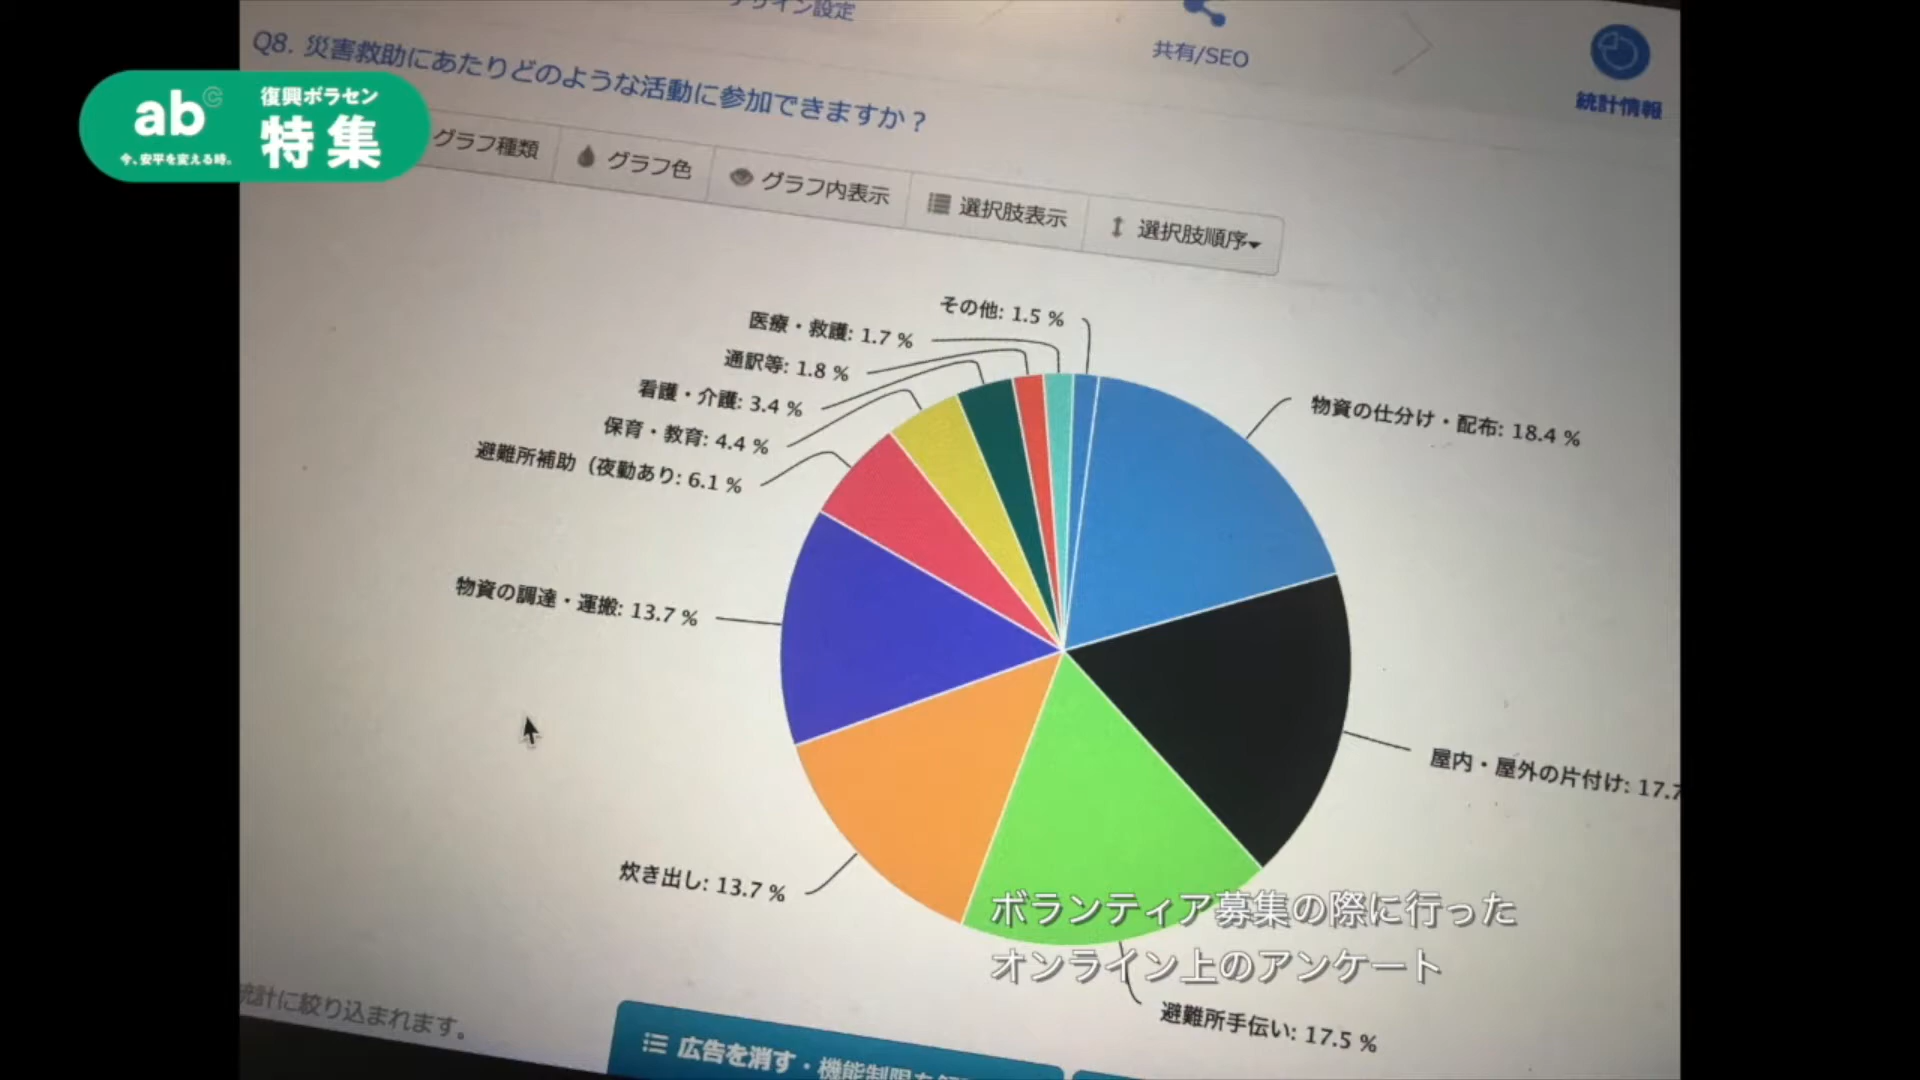 デザイン設定
共有/SEO
統計情報
Q8. 災害救助にあたりどのような活動に参加できますか？
abc
今、安平を変える時。
復興ボラセン
特集
グラフ種類
グラフ色
グラフ内表示
選択肢表示
選択肢順序
その他: 1.5 %
医療・救護: 1.7 %
通訳等: 1.8 %
看護・介護: 3.4 %
保育・教育: 4.4 %
避難所補助（夜勤あり: 6.1 %
物資の仕分け・配布: 18.4 %
物資の調達・運搬: 13.7 %
屋内・屋外の片付け: 17.7
炊き出し: 13.7 %
ボランティア募集の際に行った
オンライン上のアンケート
避難所手伝い: 17.5 %
統計に絞り込まれます。
広告を消す・機能制限を